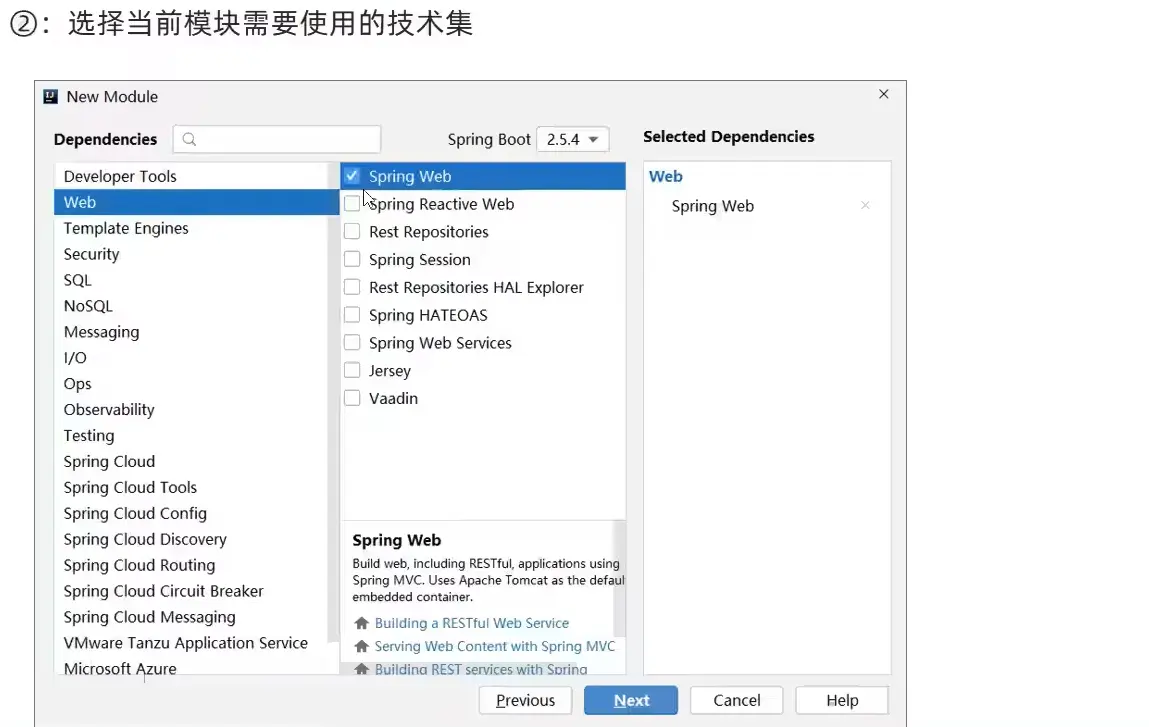 ②：选择当前模块需要使用的技术集
New Module
Dependencies
Spring Boot 2.5.4
Selected Dependencies
Developer Tools
Web
Template Engines
Security
SQL
NoSQL
Messaging
I/O
Ops
Observability
Testing
Spring Cloud
Spring Cloud Tools
Spring Cloud Config
Spring Cloud Discovery
Spring Cloud Routing
Spring Cloud Circuit Breaker
Spring Cloud Messaging
VMware Tanzu Application Service
Microsoft Azure
Spring Web
Spring Reactive Web
Rest Repositories
Spring Session
Rest Repositories HAL Explorer
Spring HATEOAS
Spring Web Services
Jersey
Vaadin
Spring Web
Build web, including RESTful, applications using
Spring MVC. Uses Apache Tomcat as the defaul
embedded container.
Building a RESTful Web Service
Serving Web Content with Spring MVC
Building REST services with Spring
Web
Spring Web
Previous
Next
Cancel
Help